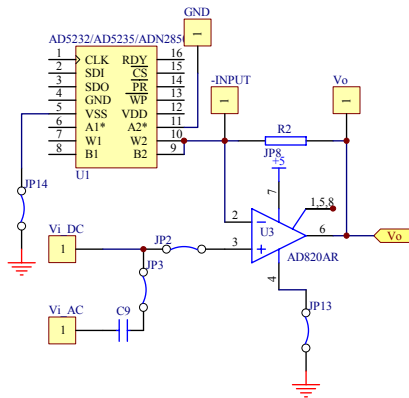 GND
1
AD5232/AD5235/ADN285
1 CLK RDY 16
2 SDI CS 15
3 SDO PR 14
4 GND WP 13
5 VSS VDD 12
6 A1* A2* 11
7 W1 W2 10
8 B1 B2 9
U1
-INPUT
1
Vo
1
R2
JP8
+5
7
1,5,8
2
U3
6
Vo
3
AD820AR
4
JP14
Vi_DC
1
JP2
JP3
Vi_AC
1
C9
JP13